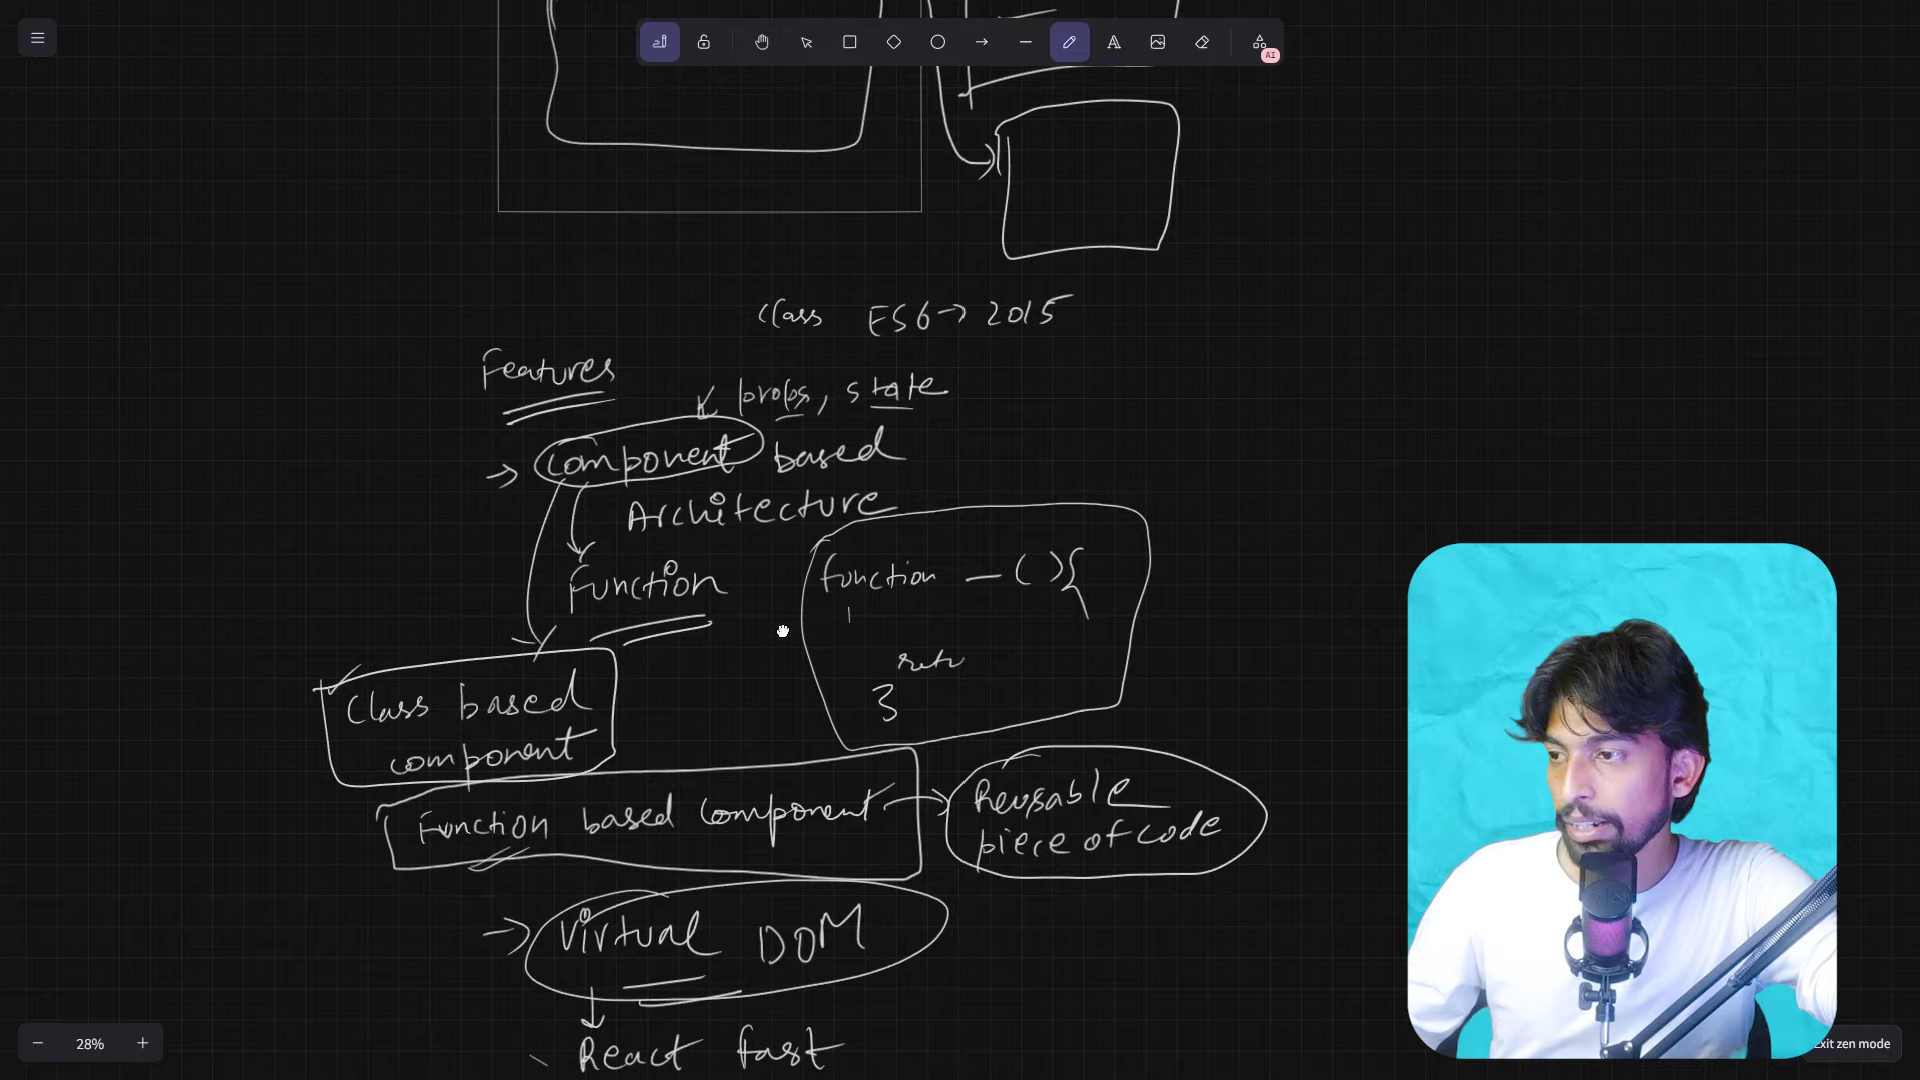 AI
class ES6 → 2015
Features
props, state
→ component based
Architecture
Function
function — ( ) {
retu
}
Class based
component
Function based component →
Reusable
piece of code
→ Virtual DOM
React fast
− 28% +
Exit zen mode